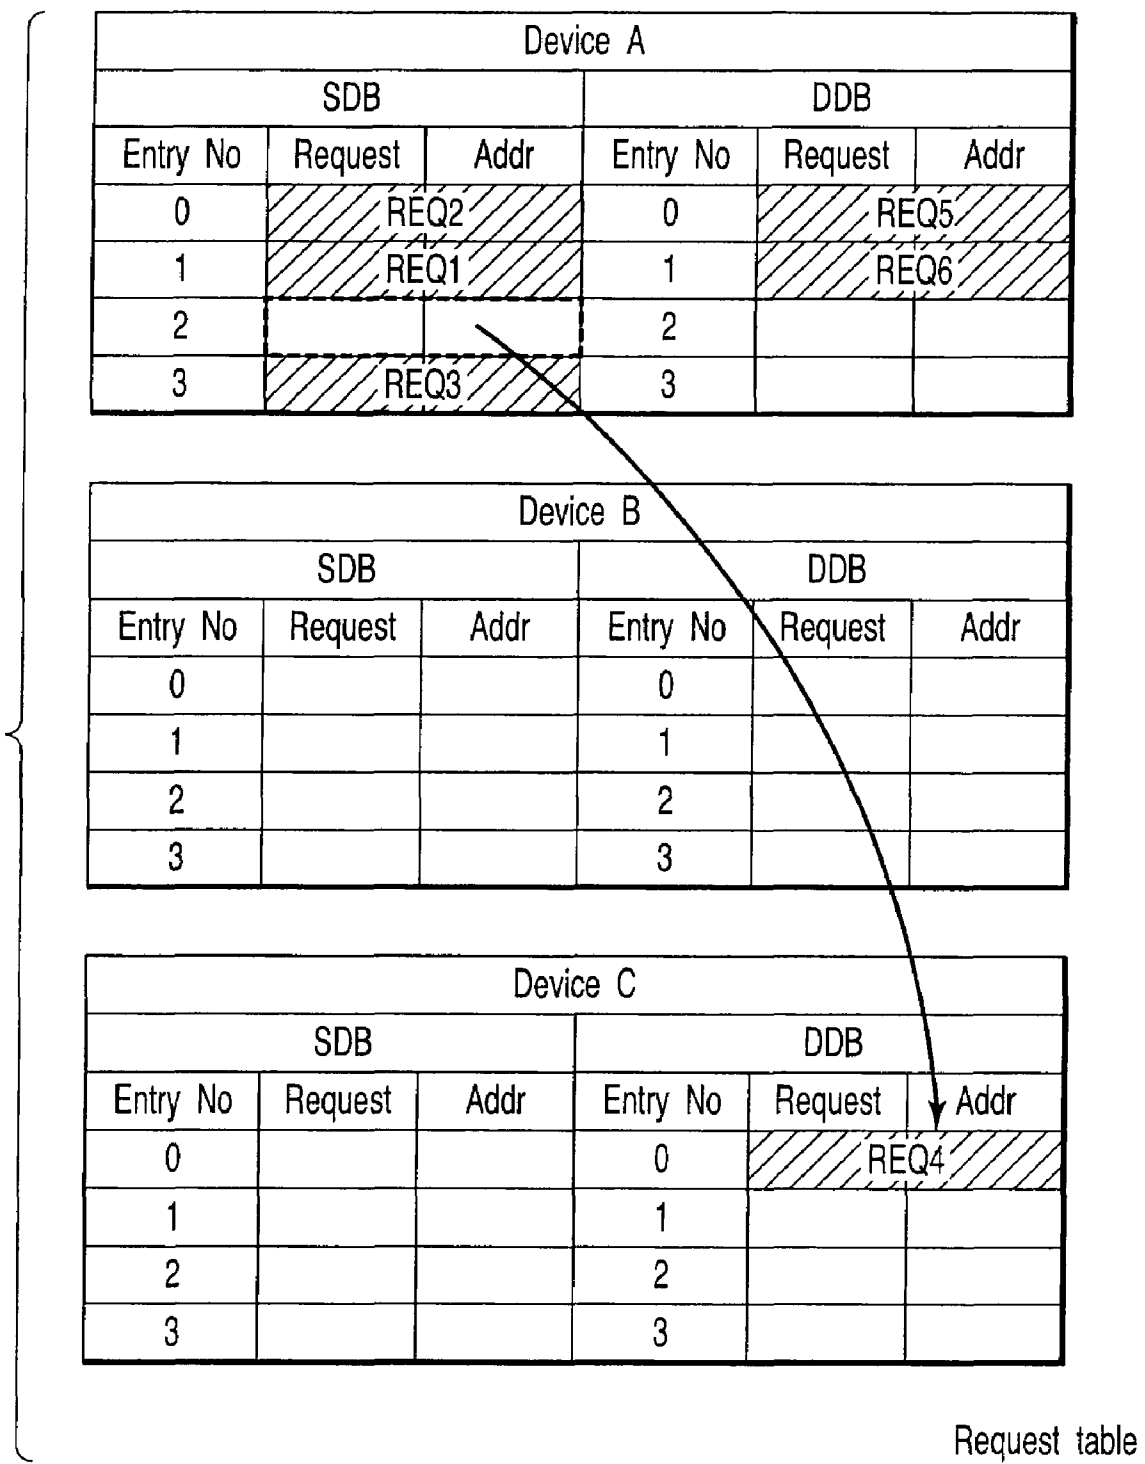 Device A
SDB DDB
Entry No Request Addr Entry No Request Addr
0 REQ2 0 REQ5
1 REQ1 1 REQ6
2 2
3 REQ3 3
Device B
SDB DDB
Entry No Request Addr Entry No Request Addr
0 0
1 1
2 2
3 3
Device C
SDB DDB
Entry No Request Addr Entry No Request Addr
0 0 REQ4
1 1
2 2
3 3
Request table